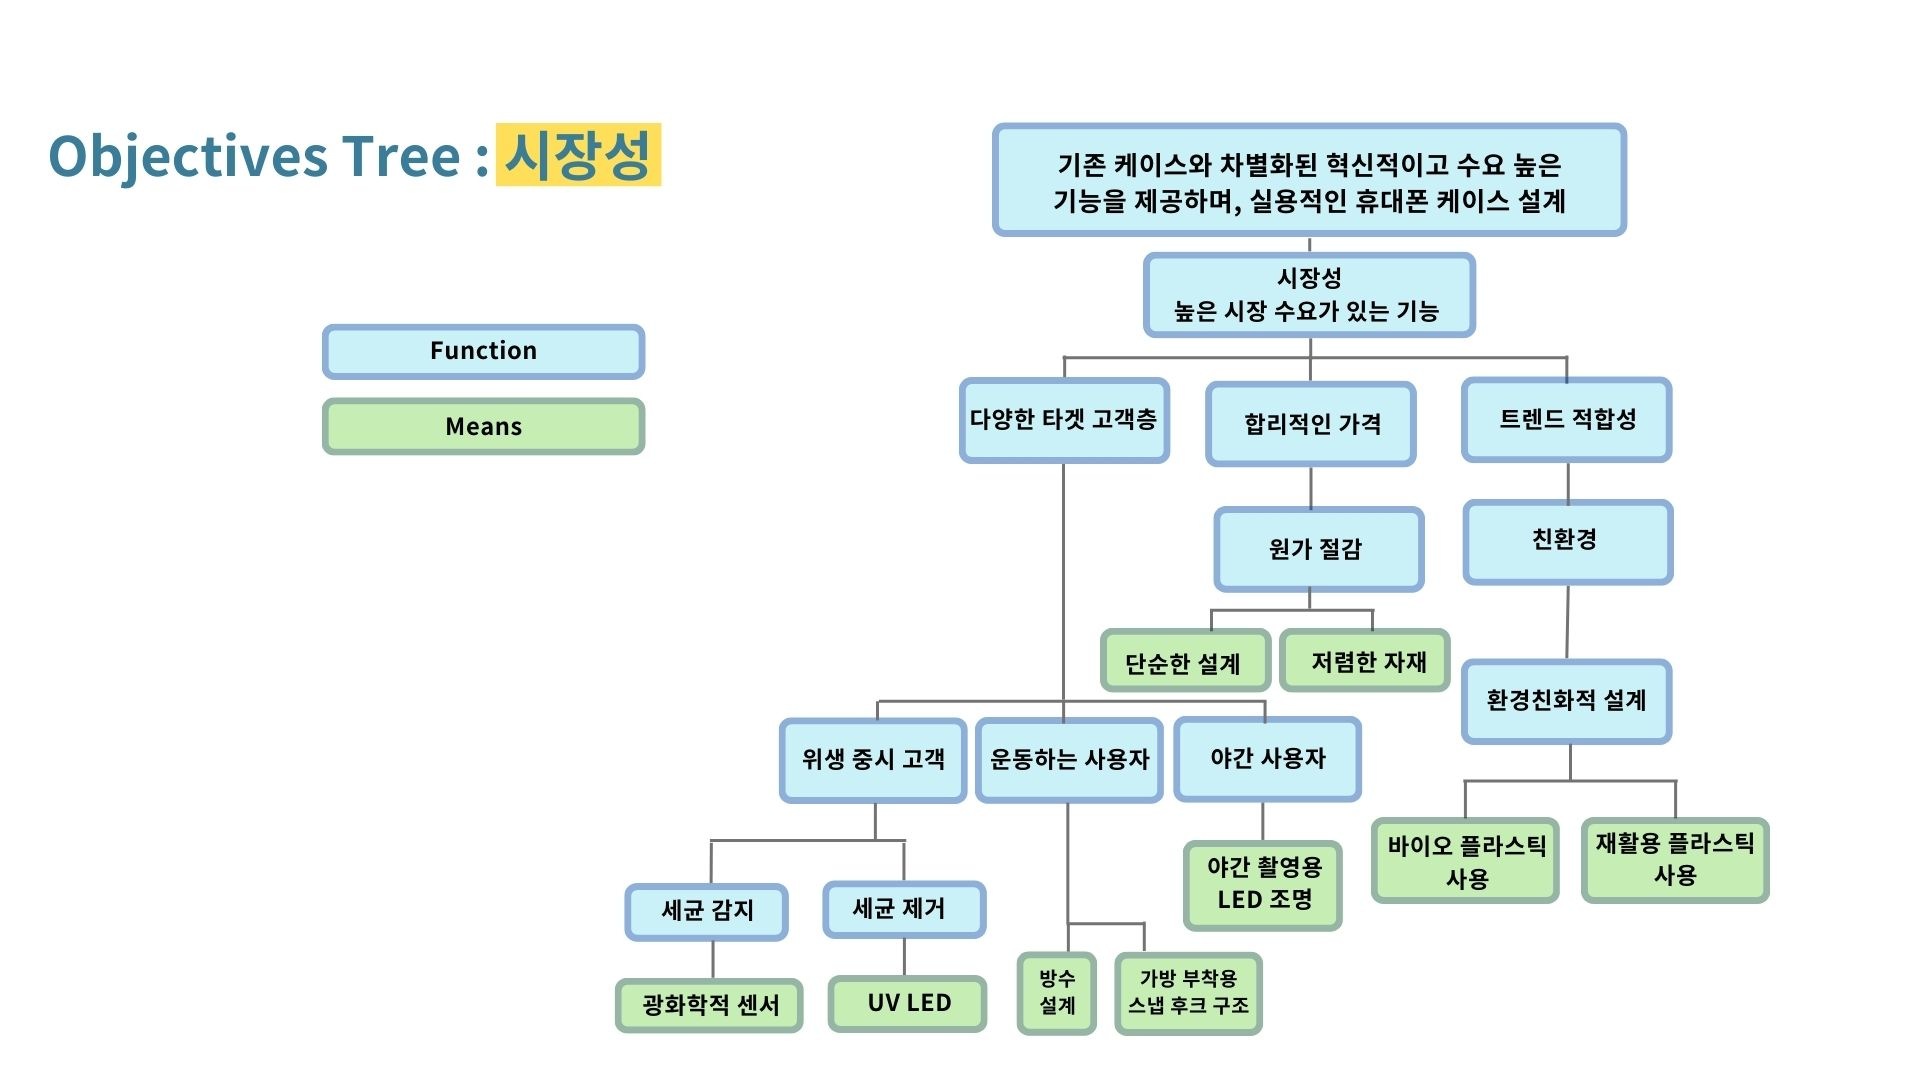 Objectives Tree : 시장성
기존 케이스와 차별화된 혁신적이고 수요 높은
기능을 제공하며, 실용적인 휴대폰 케이스 설계
시장성
높은 시장 수요가 있는 기능
Function
Means
다양한 타겟 고객층
합리적인 가격
트렌드 적합성
원가 절감
친환경
단순한 설계
저렴한 자재
환경친화적 설계
위생 중시 고객
운동하는 사용자
야간 사용자
바이오 플라스틱
사용
재활용 플라스틱
사용
야간 촬영용
LED 조명
세균 감지
세균 제거
광화학적 센서
UV LED
방수
설계
가방 부착용
스냅 후크 구조